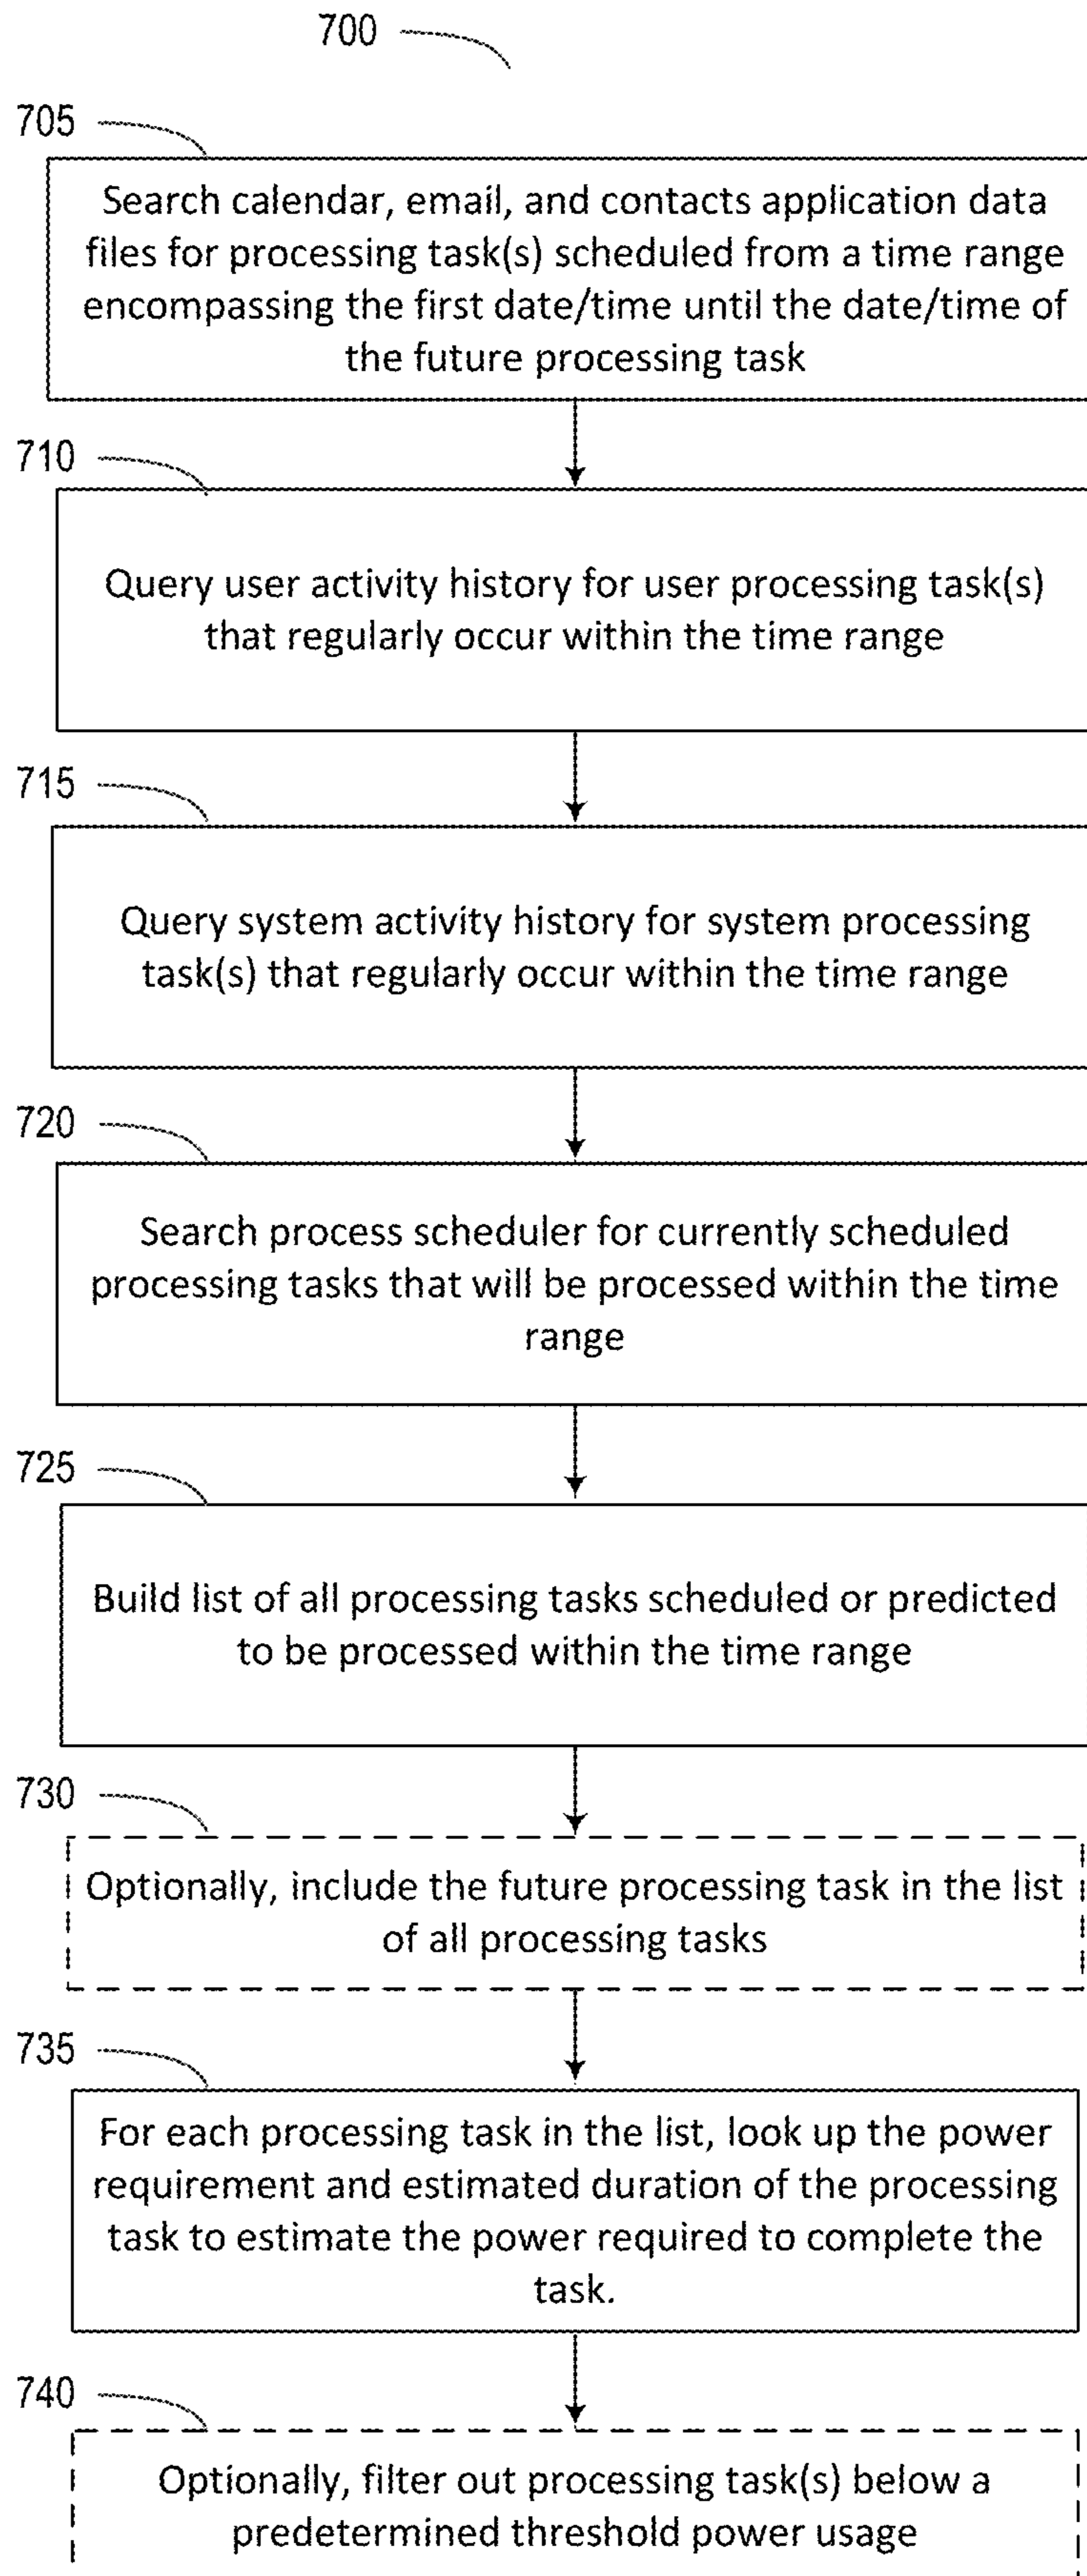 700
705
Search calendar, email, and contacts application data
files for processing task(s) scheduled from a time range
encompassing the first date/time until the date/time of
the future processing task
710
Query user activity history for user processing task(s)
that regularly occur within the time range
715
Query system activity history for system processing
task(s) that regularly occur within the time range
720
Search process scheduler for currently scheduled
processing tasks that will be processed within the time
range
725
Build list of all processing tasks scheduled or predicted
to be processed within the time range
730
Optionally, include the future processing task in the list
of all processing tasks
735
For each processing task in the list, look up the power
requirement and estimated duration of the processing
task to estimate the power required to complete the
task.
740
Optionally, filter out processing task(s) below a
predetermined threshold power usage